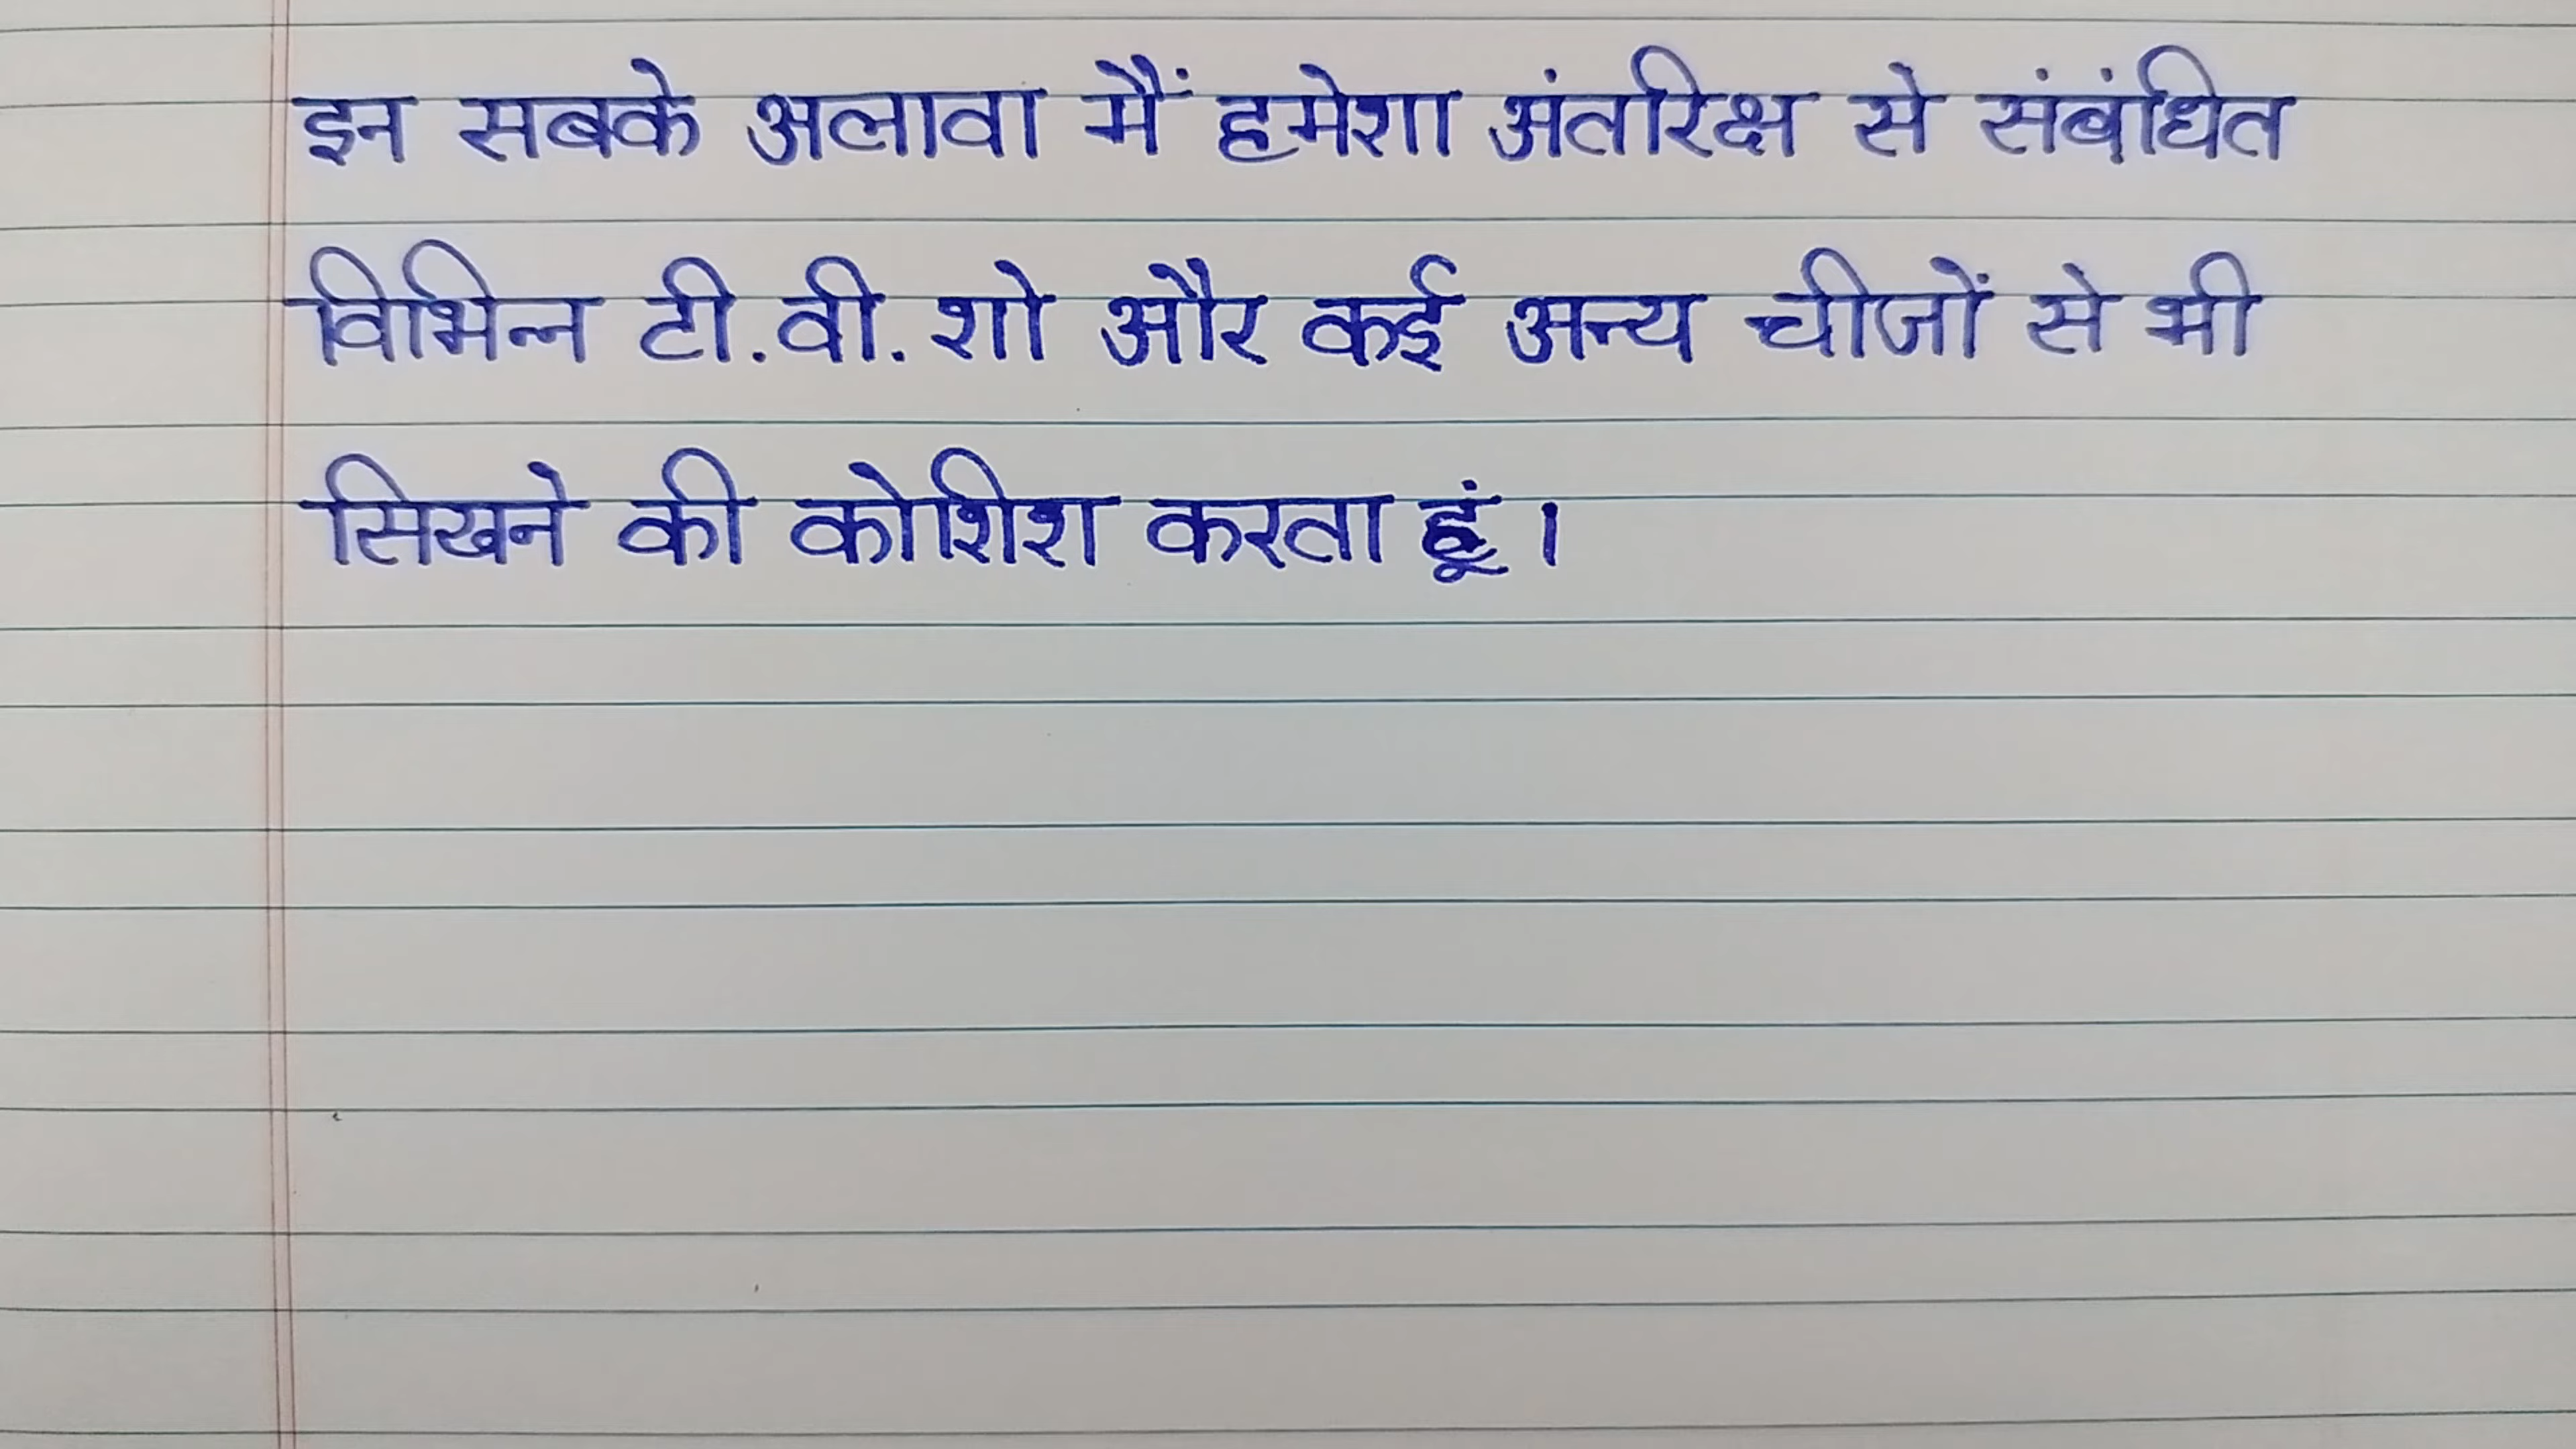 इन सबके अलावा मैं हमेशा अंतरिक्ष से संबंधित
विभिन्न टी.वी. शो और कई अन्य चीजों से भी
सिखने की कोशिश करता हूं।